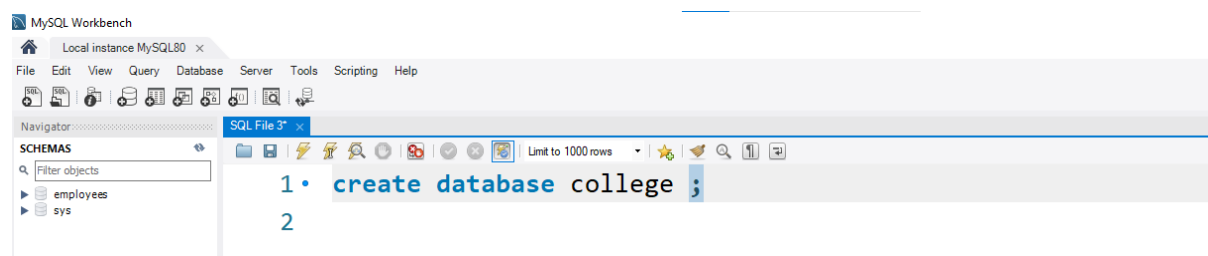 MySQL Workbench
Local instance MySQL80 ×
File Edit View Query Database Server Tools Scripting Help
Navigator
SQL File 3* ×
SCHEMAS
Limit to 1000 rows
Filter objects
1 create database college ;
employees
sys
2